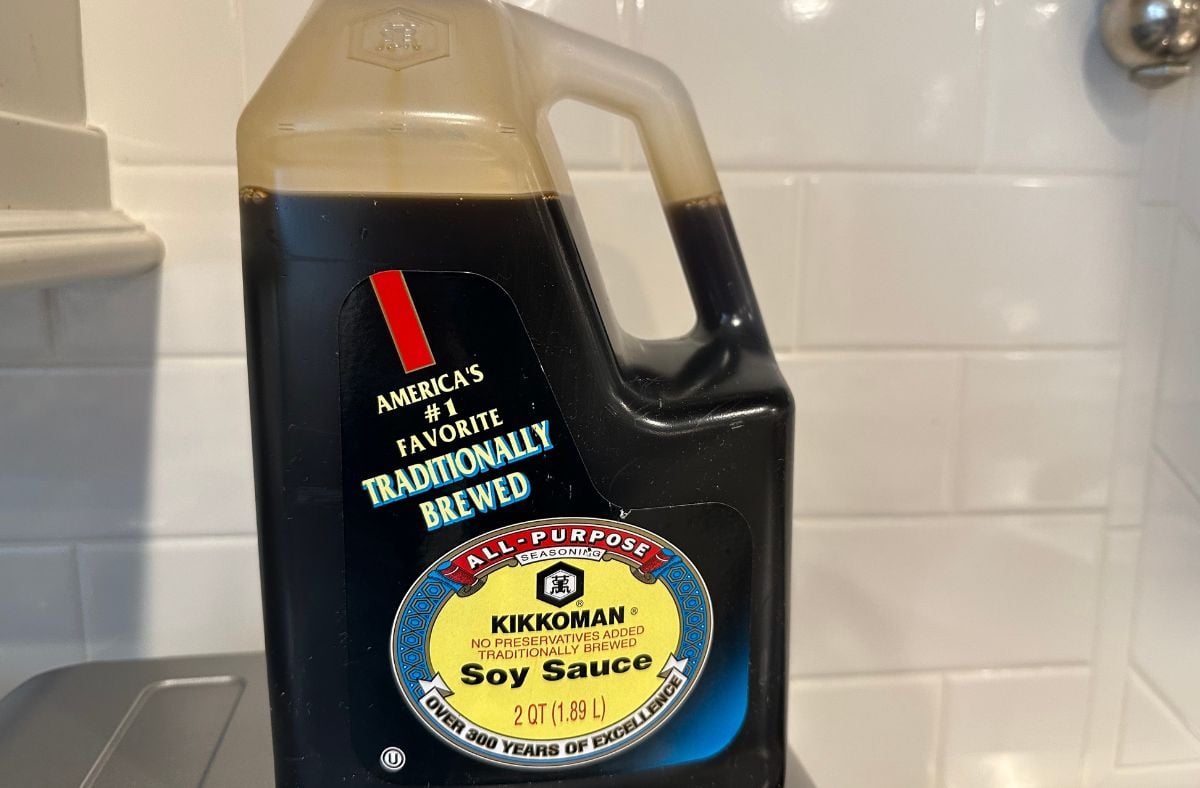 AMERICA'S
#1
FAVORITE
TRADITIONALLY
BREWED
ALL-PURPOSE
SEASONING
萬
®
KIKKOMAN ®
NO PRESERVATIVES ADDED
TRADITIONALLY BREWED
Soy Sauce
2 QT (1.89 L)
OVER 300 YEARS OF EXCELLENCE
U